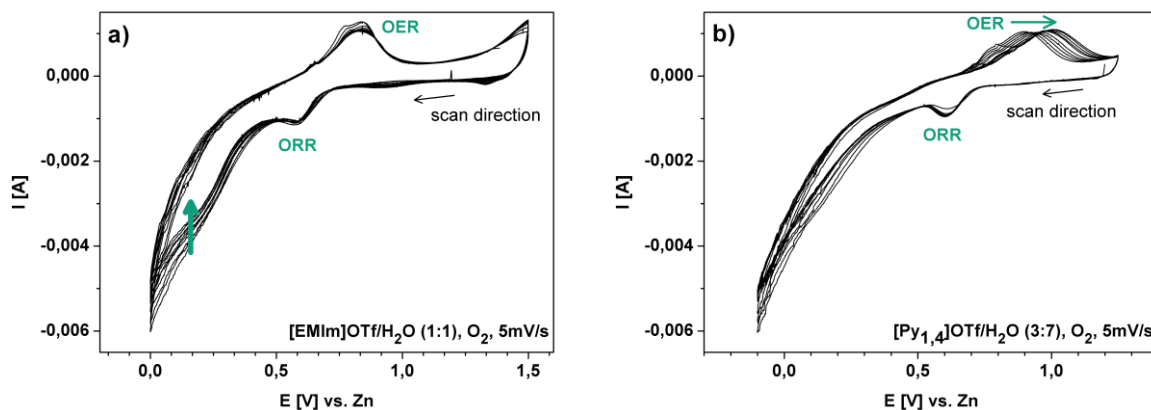 a)
OER
0,000
scan direction
ORR
-0,002
I [A]
-0,004
-0,006
[EMIm]OTf/H2O (1:1), O2, 5mV/s
0,0
0,5
1,0
1,5
E [V] vs. Zn
b)
OER
0,000
scan direction
ORR
-0,002
I [A]
-0,004
-0,006
[Py1,4]OTf/H2O (3:7), O2, 5mV/s
0,0
0,5
1,0
E [V] vs. Zn